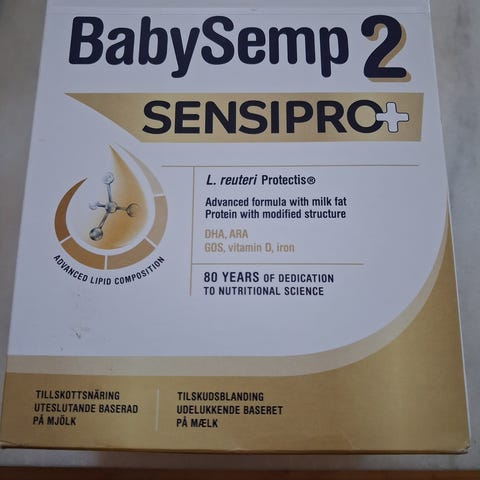 BabySemp 2
SENSIPRO+
L. reuteri Protectis®
Advanced formula with milk fat
Protein with modified structure
DHA, ARA
GOS, vitamin D, iron
ADVANCED LIPID COMPOSITION
80 YEARS OF DEDICATION
TO NUTRITIONAL SCIENCE
TILLSKOTTSNÄRING
UTESLUTANDE BASERAD
PÅ MJÖLK
TILSKUDSBLANDING
UDELUKKENDE BASERET
PÅ MÆLK